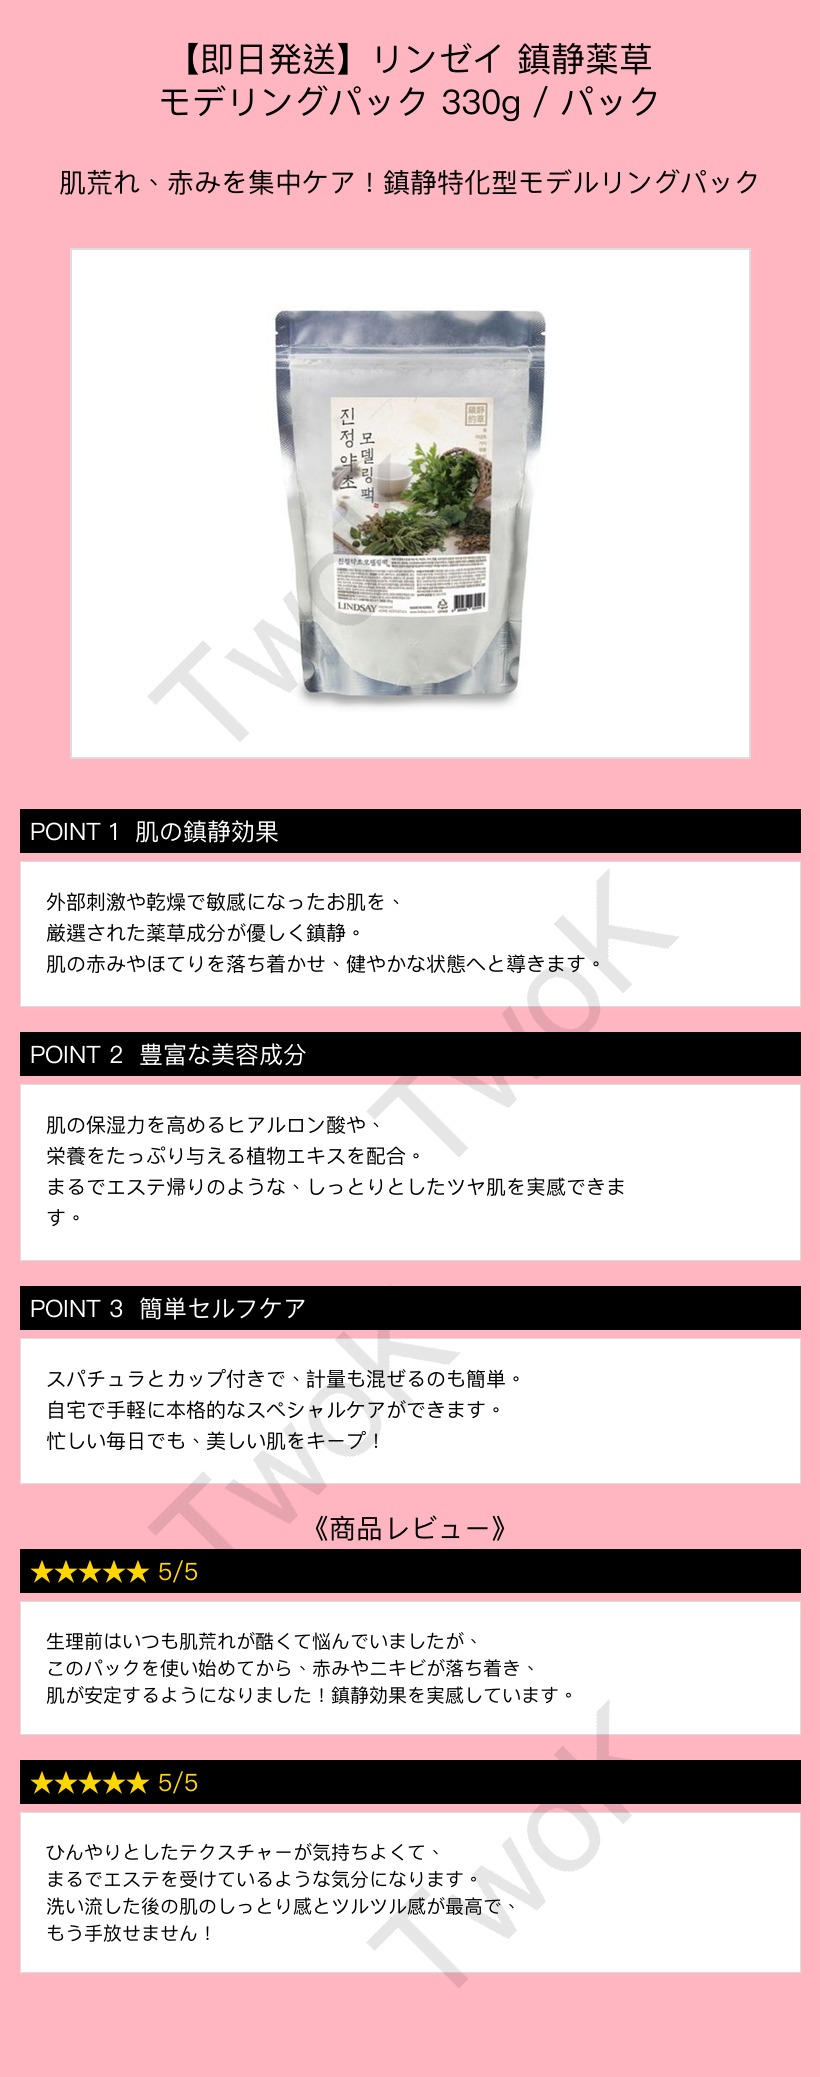 【即日発送】リンゼイ 鎮静薬草
モデリングパック 330g / パック
肌荒れ、赤みを集中ケア！鎮静特化型モデルリングパック
진정약초
모델링팩
鎮静
約草
진정약초모델링팩
LINDSAY
TwoK
POINT 1 肌の鎮静効果
外部刺激や乾燥で敏感になったお肌を、
厳選された薬草成分が優しく鎮静。
肌の赤みやほてりを落ち着かせ、健やかな状態へと導きます。
TwoK
POINT 2 豊富な美容成分
肌の保湿力を高めるヒアルロン酸や、
栄養をたっぷり与える植物エキスを配合。
まるでエステ帰りのような、しっとりとしたツヤ肌を実感できま
す。
POINT 3 簡単セルフケア
スパチュラとカップ付きで、計量も混ぜるのも簡単。
自宅で手軽に本格的なスペシャルケアができます。
忙しい毎日でも、美しい肌をキープ！
TwoK
《商品レビュー》
★★★★★ 5/5
生理前はいつも肌荒れが酷くて悩んでいましたが、
このパックを使い始めてから、赤みやニキビが落ち着き、
肌が安定するようになりました！鎮静効果を実感しています。
★★★★★ 5/5
ひんやりとしたテクスチャーが気持ちよくて、
まるでエステを受けているような気分になります。
洗い流した後の肌のしっとり感とツルツル感が最高で、
もう手放せません！
TwoK